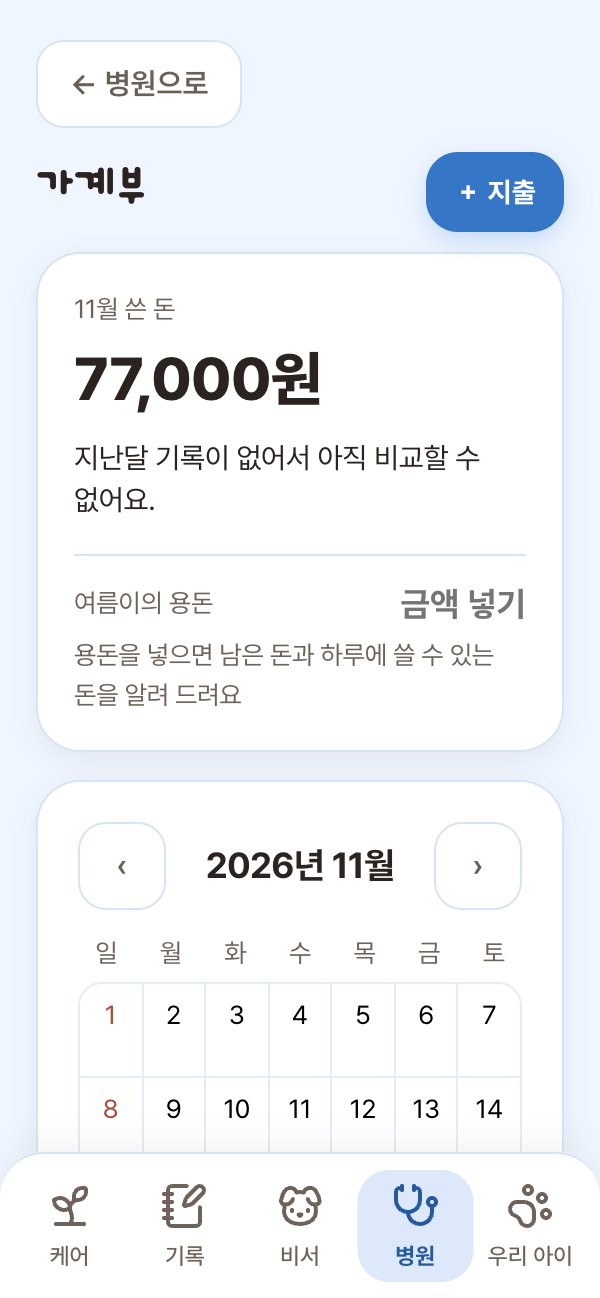 ← 병원으로
가계부
+ 지출
11월 쓴 돈
77,000원
지난달 기록이 없어서 아직 비교할 수
없어요.
여름이의 용돈 금액 넣기
용돈을 넣으면 남은 돈과 하루에 쓸 수 있는
돈을 알려 드려요
‹ 2026년 11월 ›
일 월 화 수 목 금 토
1 2 3 4 5 6 7
8 9 10 11 12 13 14
케어 기록 비서 병원 우리 아이